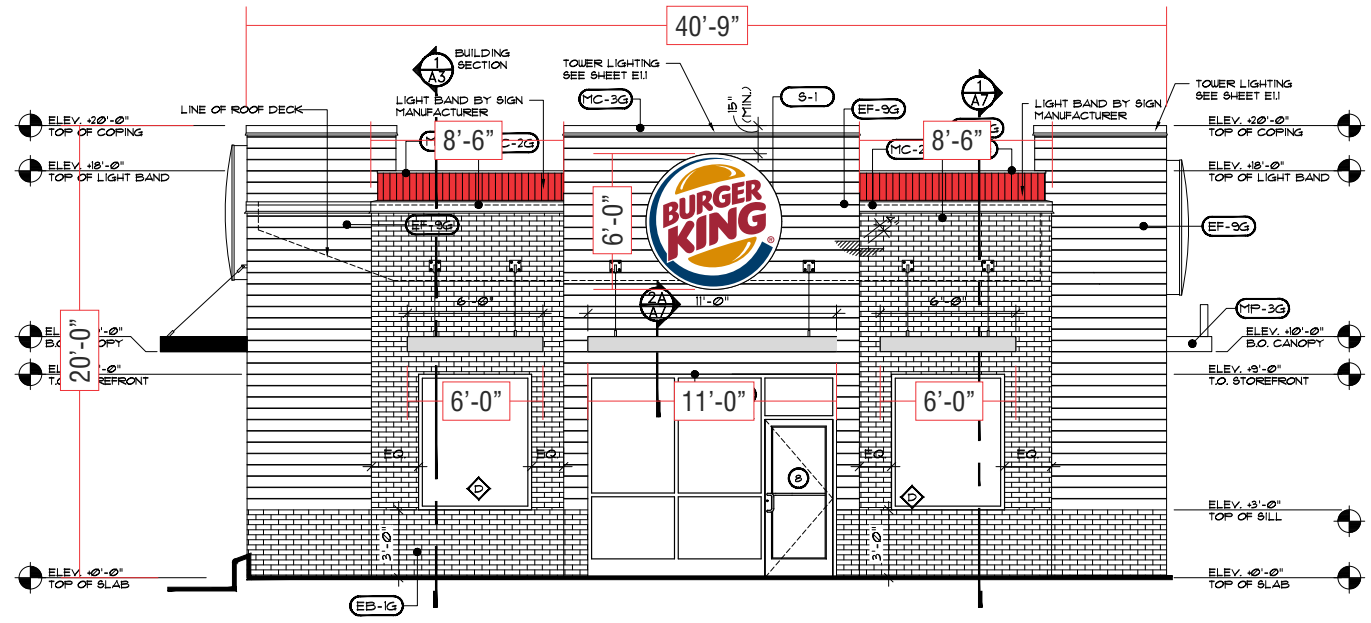 40'-9"
1
A3
BUILDING
SECTION
TOWER LIGHTING
SEE SHEET E1.1
1
A7
TOWER LIGHTING
SEE SHEET E1.1
LINE OF ROOF DECK
LIGHT BAND BY SIGN
MANUFACTURER
MC-3G
18"
(MIN.)
S-1
EF-9G
LIGHT BAND BY SIGN
MANUFACTURER
ELEV. +20'-0"
TOP OF COPING
8'-6"
C-2G
MC-2
8'-6"
ELEV. +20'-0"
TOP OF COPING
ELEV. +18'-0"
TOP OF LIGHT BAND
ELEV. +18'-0"
TOP OF LIGHT BAND
6'-0"
BURGER
KING
®
EF-9G
EF-9G
6'-0"
2A
A7
11'-0"
6'-0"
MP-3G
20'-0"
ELEV. +10'-0"
B.O. CANOPY
ELEV. +9'-0"
T.O. STOREFRONT
6'-0"
11'-0"
6'-0"
EQ
EQ
EQ
EQ
D
8
D
3'-0"
3'-0"
ELEV. +3'-0"
TOP OF SILL
ELEV. +0'-0"
TOP OF SLAB
ELEV. +0'-0"
TOP OF SLAB
EB-1G